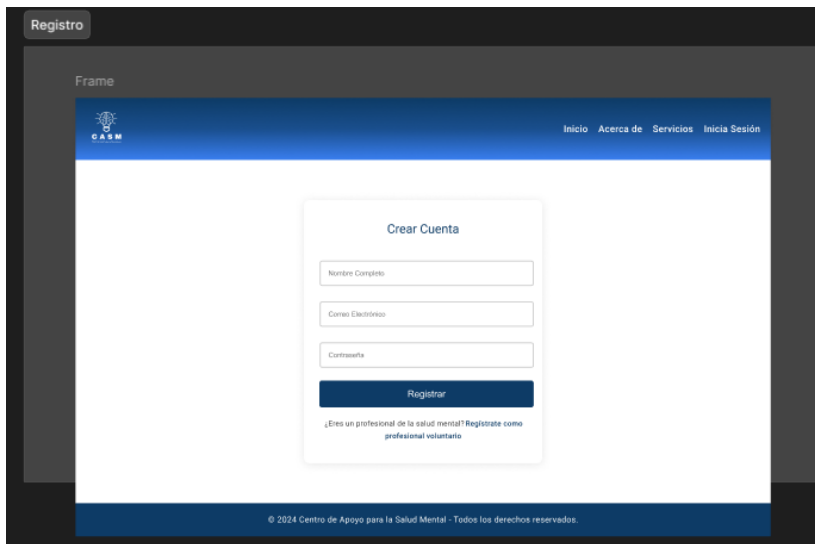 Registro
Frame
CASM
Inicio Acerca de Servicios Inicia Sesión
Crear Cuenta
Nombre Completo
Correo Electrónico
Contraseña
Registrar
¿Eres un profesional de la salud mental? Regístrate como
profesional voluntario
© 2024 Centro de Apoyo para la Salud Mental - Todos los derechos reservados.